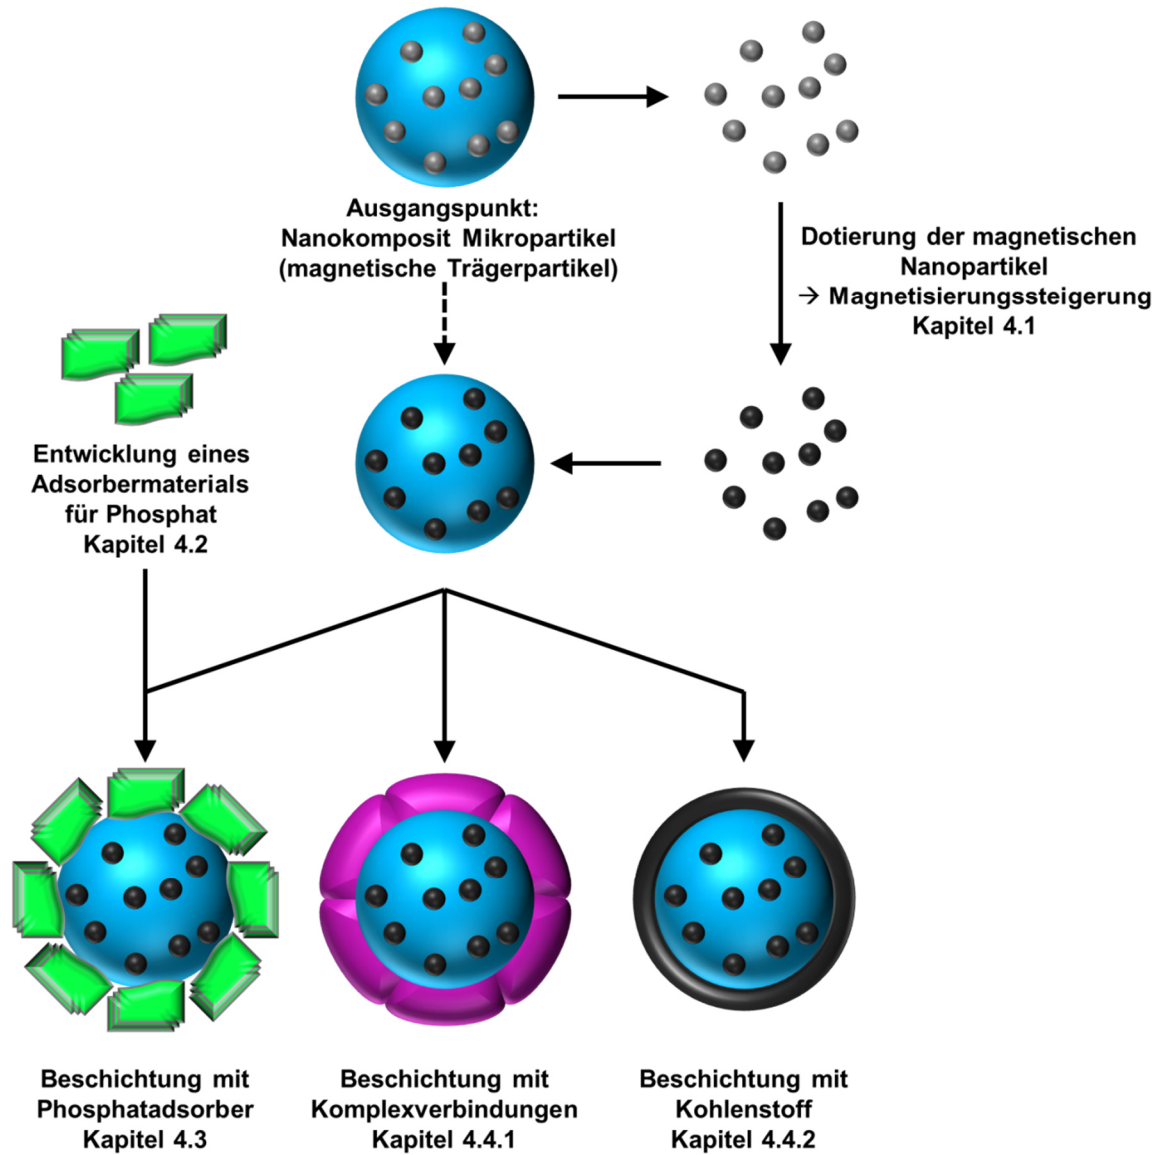 Ausgangspunkt:
Nanokomposit Mikropartikel
(magnetische Trägerpartikel)
Dotierung der magnetischen
Nanopartikel
→ Magnetisierungssteigerung
Kapitel 4.1
Entwicklung eines
Adsorbermaterials
für Phosphat
Kapitel 4.2
Beschichtung mit
Phosphatadsorber
Kapitel 4.3
Beschichtung mit
Komplexverbindungen
Kapitel 4.4.1
Beschichtung mit
Kohlenstoff
Kapitel 4.4.2